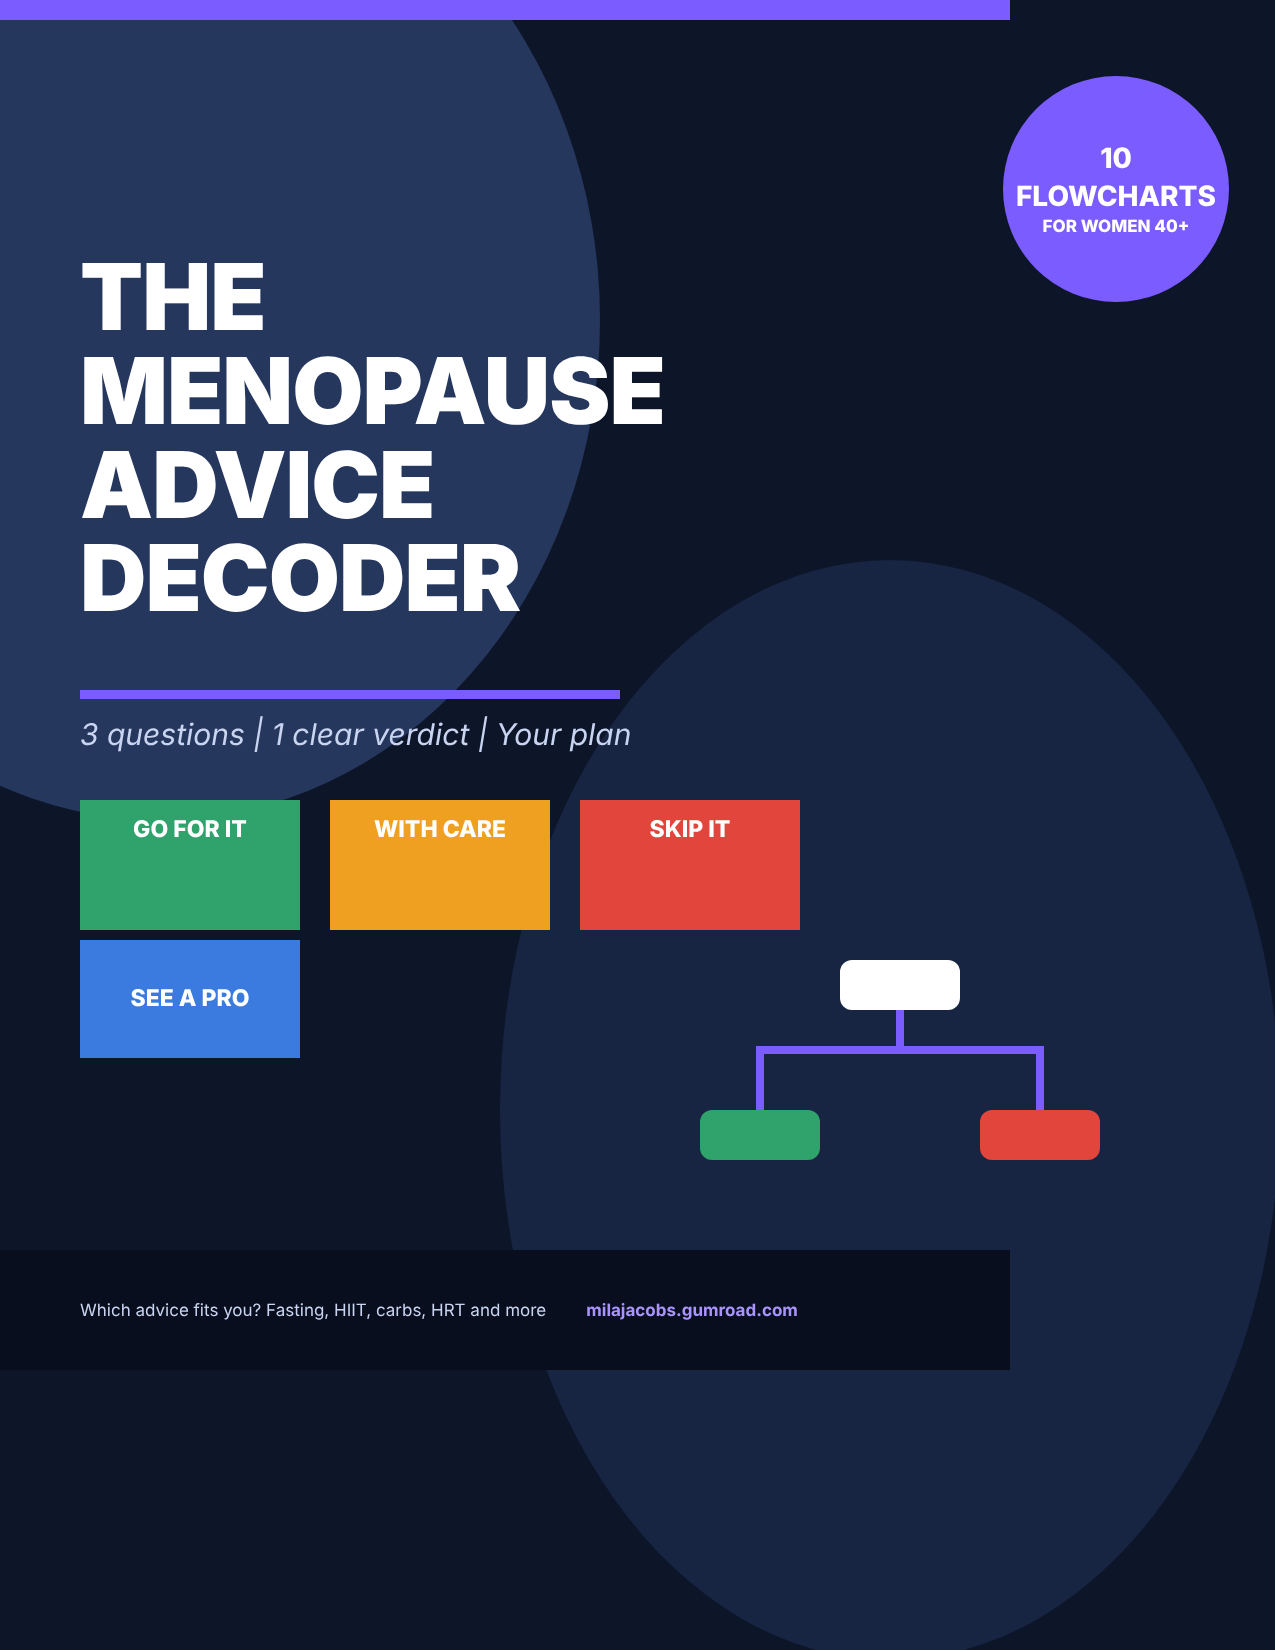 10
FLOWCHARTS
FOR WOMEN 40+
THE
MENOPAUSE
ADVICE
DECODER
3 questions | 1 clear verdict | Your plan
GO FOR IT
WITH CARE
SKIP IT
SEE A PRO
Which advice fits you? Fasting, HIIT, carbs, HRT and more milajacobs.gumroad.com